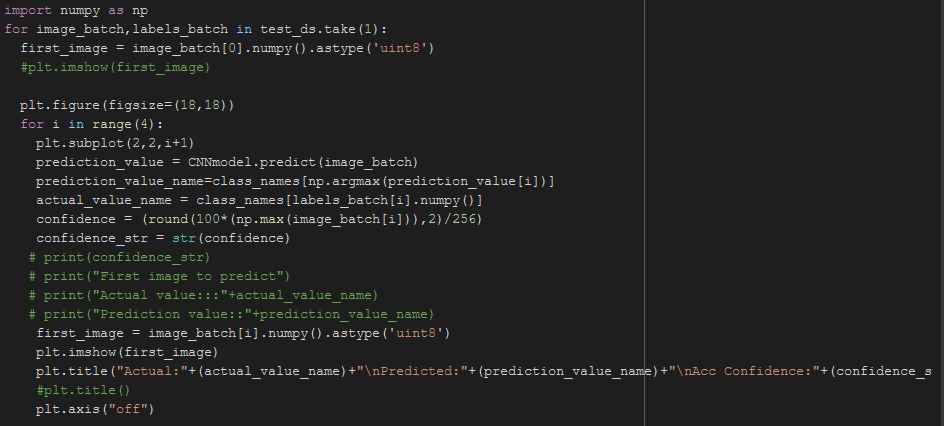 import numpy as np
for image_batch,labels_batch in test_ds.take(1):
  first_image = image_batch[0].numpy().astype('uint8')
  #plt.imshow(first_image)

  plt.figure(figsize=(18,18))
  for i in range(4):
    plt.subplot(2,2,i+1)
    prediction_value = CNNmodel.predict(image_batch)
    prediction_value_name=class_names[np.argmax(prediction_value[i])]
    actual_value_name = class_names[labels_batch[i].numpy()]
    confidence = (round(100*(np.max(image_batch[i])),2)/256)
    confidence_str = str(confidence)
   # print(confidence_str)
   # print("First image to predict")
   # print("Actual value:::"+actual_value_name)
   # print("Prediction value::"+prediction_value_name)
    first_image = image_batch[i].numpy().astype('uint8')
    plt.imshow(first_image)
    plt.title("Actual:"+(actual_value_name)+"\nPredicted:"+(prediction_value_name)+"\nAcc Confidence:"+(confidence_s
    #plt.title()
    plt.axis("off")